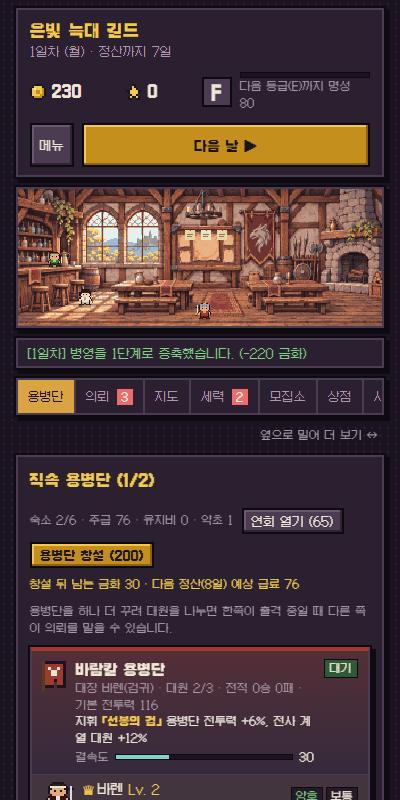 은빛 늑대 길드
1일차 (월) · 정산까지 7일
230
0
F
다음 등급(E)까지 명성
80
메뉴
다음 날 ▶
[1일차] 병영을 1단계로 증축했습니다. (-220 금화)
용병단
의뢰 3
지도
세력 2
모집소
상점
옆으로 밀어 더 보기 ↔
직속 용병단 (1/2)
숙소 2/6 · 주급 76 · 유지비 0 · 약초 1
연회 열기 (65)
용병단 창설 (200)
창설 뒤 남는 금화 30 · 다음 정산(8일) 예상 급료 76
용병단을 하나 더 꾸려 대원을 나누면 한쪽이 출격 중일 때 다른 쪽
이 의뢰를 맡을 수 있습니다.
바람칼 용병단
대기
대장 비렌(검귀) · 대원 2/3 · 전적 0승 0패 ·
기본 전투력 116
지휘 「선봉의 검」 용병단 전투력 +6%, 전사 계
열 대원 +12%
결속도
30
비렌 Lv. 2
양호
보통